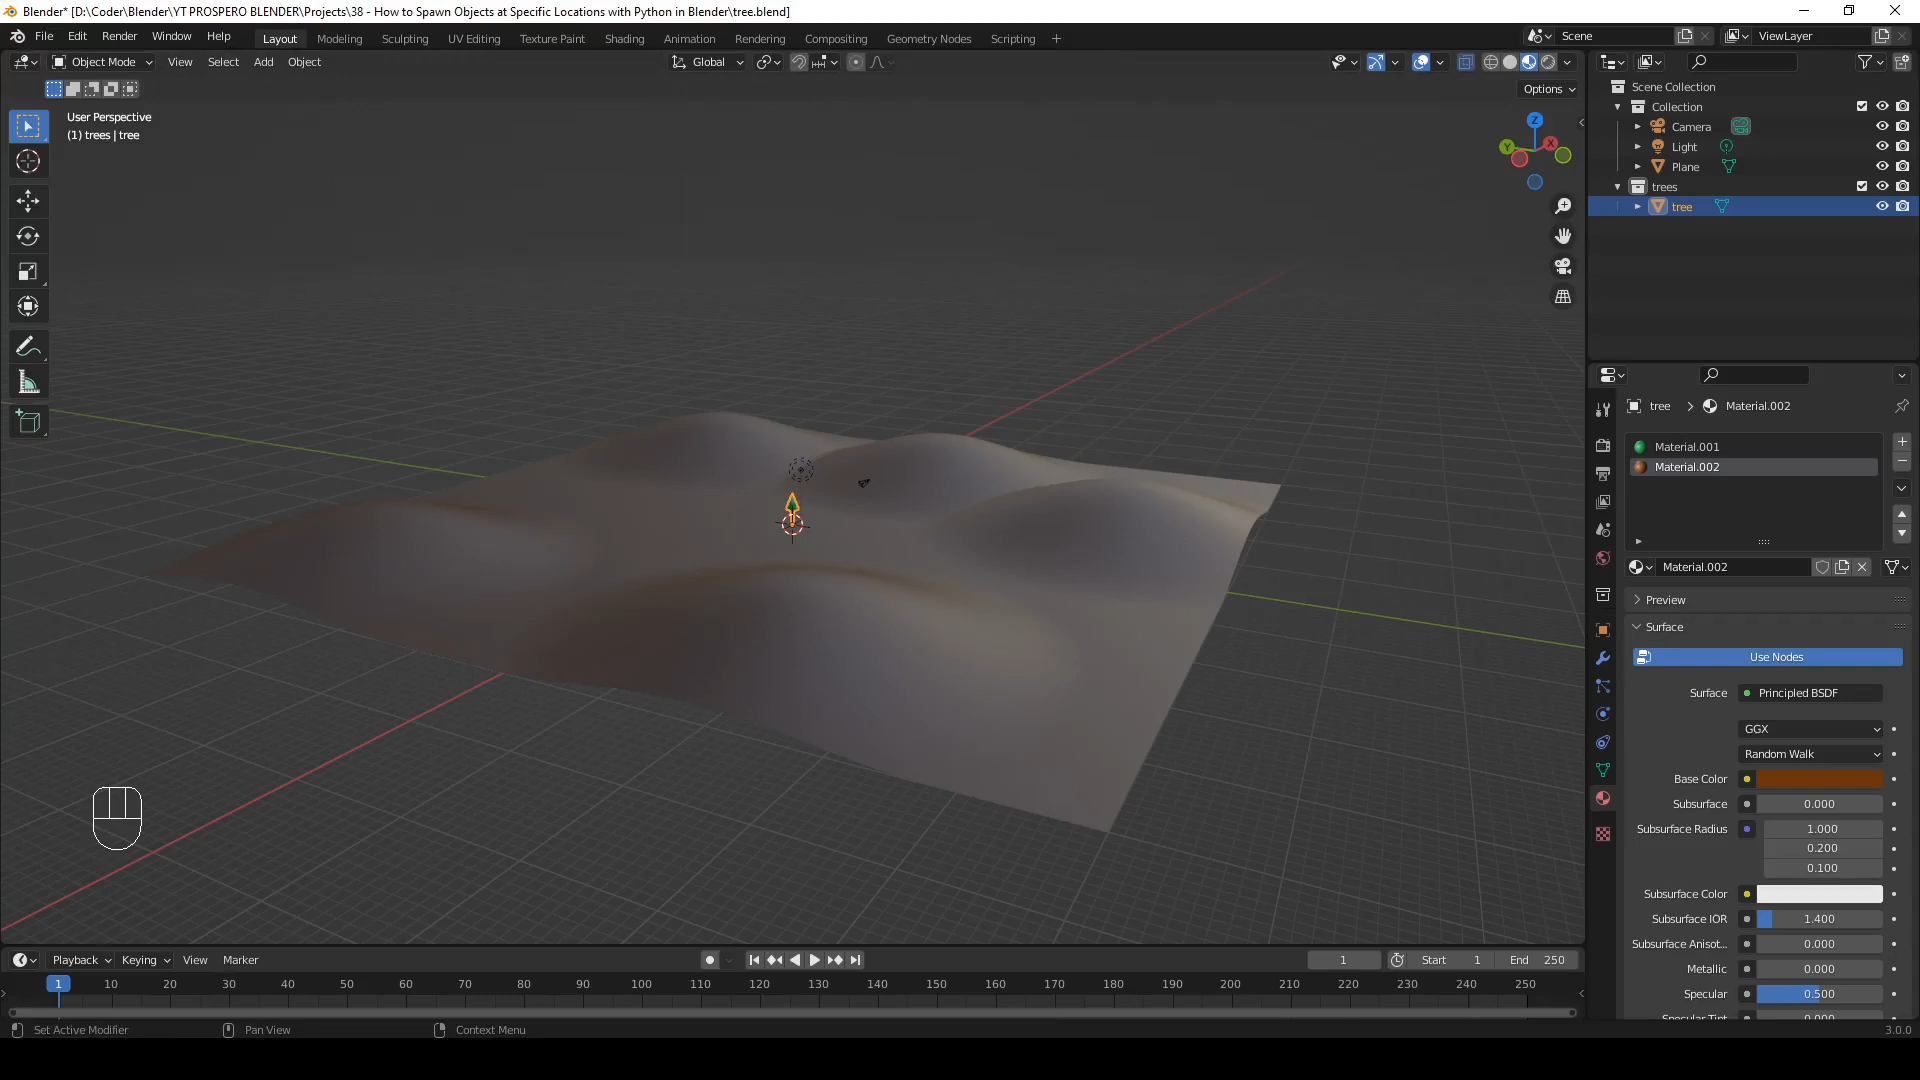 Blender* [D:\Coder\Blender\YT PROSPERO BLENDER\Projects\38 - How to Spawn Objects at Specific Locations with Python in Blender\tree.blend]
File Edit Render Window Help Layout Modeling Sculpting UV Editing Texture Paint Shading Animation Rendering Compositing Geometry Nodes Scripting + Scene ViewLayer
Object Mode View Select Add Object Global
Options
User Perspective
(1) trees | tree
Z
Y
X
Scene Collection
Collection
Camera
Light
Plane
trees
tree
tree > Material.002
Material.001
Material.002
Material.002
Preview
Surface
Use Nodes
Surface Principled BSDF
GGX
Random Walk
Base Color
Subsurface 0.000
Subsurface Radius 1.000
0.200
0.100
Subsurface Color
Subsurface IOR 1.400
Subsurface Anisot... 0.000
Metallic 0.000
Specular 0.500
Specular Tint 0.000
Playback Keying View Marker 1 Start 1 End 250
1 10 20 30 40 50 60 70 80 90 100 110 120 130 140 150 160 170 180 190 200 210 220 230 240 250
Set Active Modifier Pan View Context Menu 3.0.0